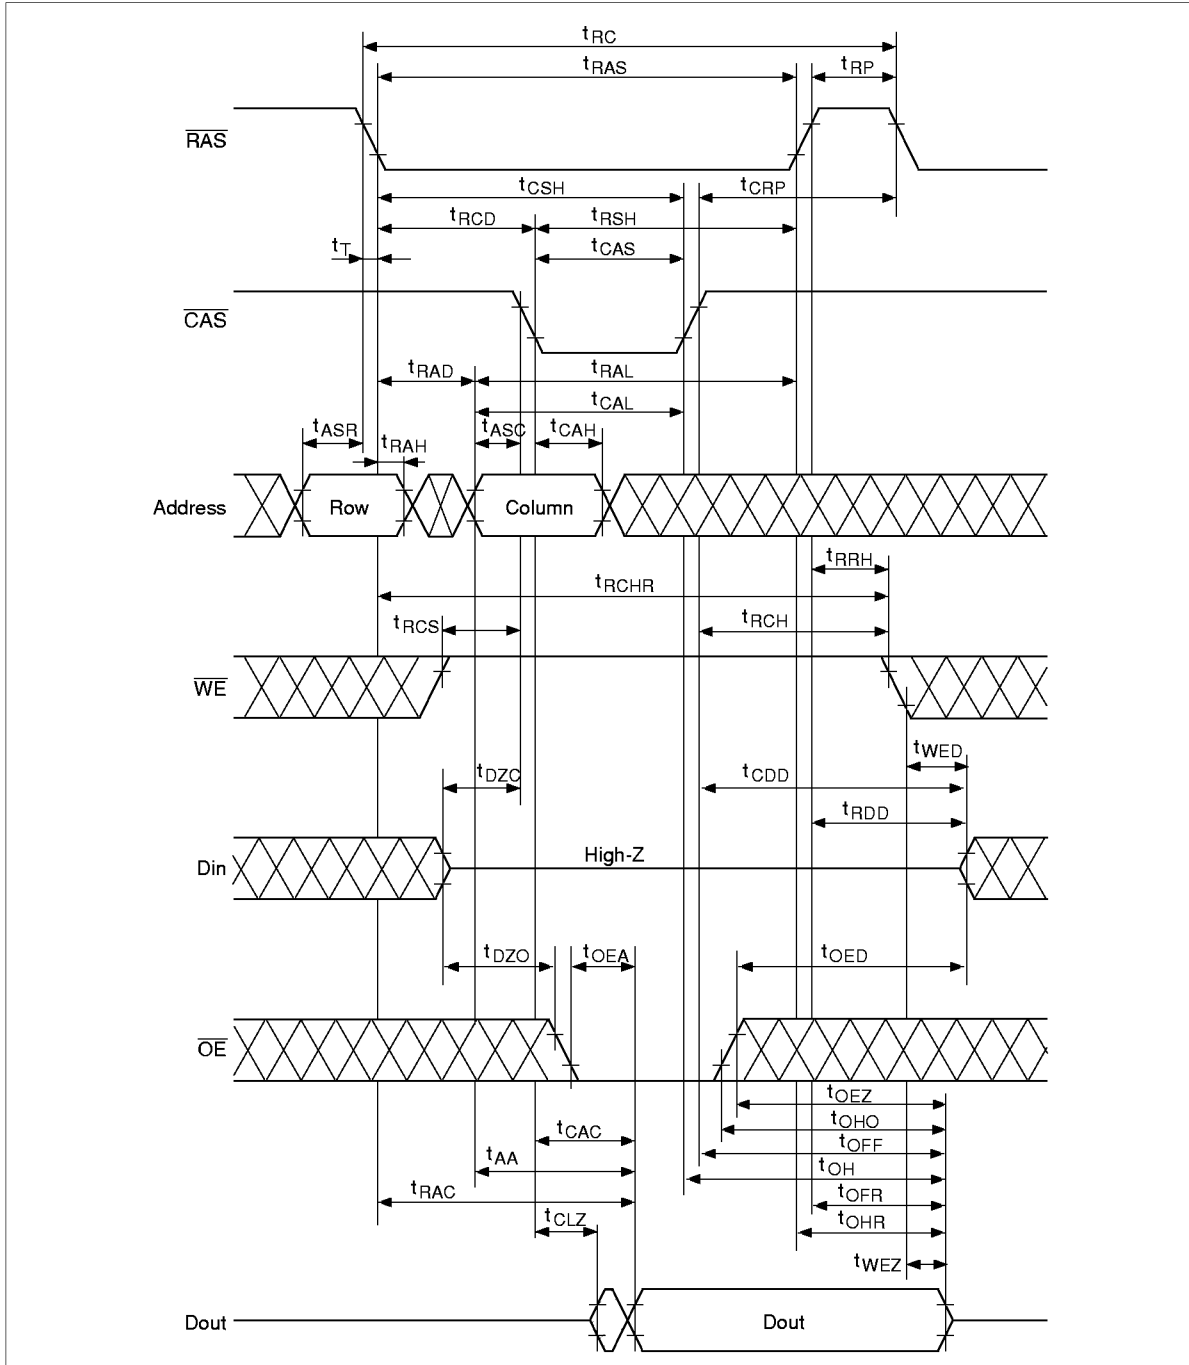 tRC
tRAS
tRP
RAS
tCSH
tCRP
tRCD
tRSH
tT
tCAS
CAS
tRAD
tRAL
tCAL
tASR
tASC
tCAH
tRAH
Address
Row
Column
tRRH
tRCHR
tRCS
tRCH
WE
tWED
tDZC
tCDD
tRDD
Din
High-Z
tDZO
tOEA
tOED
OE
tOEZ
tOHO
tCAC
tOFF
tAA
tOH
tRAC
tOFR
tCLZ
tOHR
tWEZ
Dout
Dout